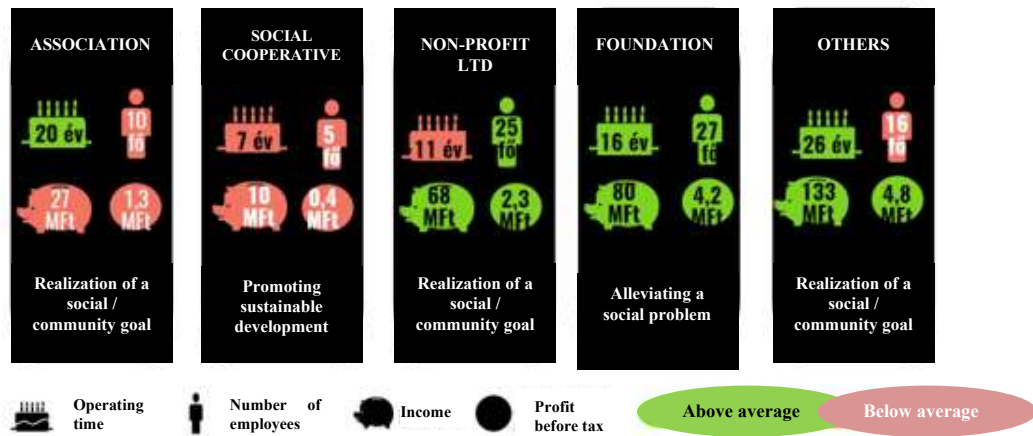 ASSOCIATION
20 év
10
fő
27
MFt
1,3
MFt
Realization of a
social /
community goal
SOCIAL
COOPERATIVE
7 év
5
fő
10
MFt
0,4
MFt
Promoting
sustainable
development
NON-PROFIT
LTD
11 év
25
fő
68
MFt
2,3
MFt
Realization of a
social /
community goal
FOUNDATION
16 év
27
fő
80
MFt
4,2
MFt
Alleviating a
social problem
OTHERS
26 év
16
fő
133
MFt
4,8
MFt
Realization of a
social /
community goal
Operating
time
Number of
employees
Income
Profit
before tax
Above average
Below average